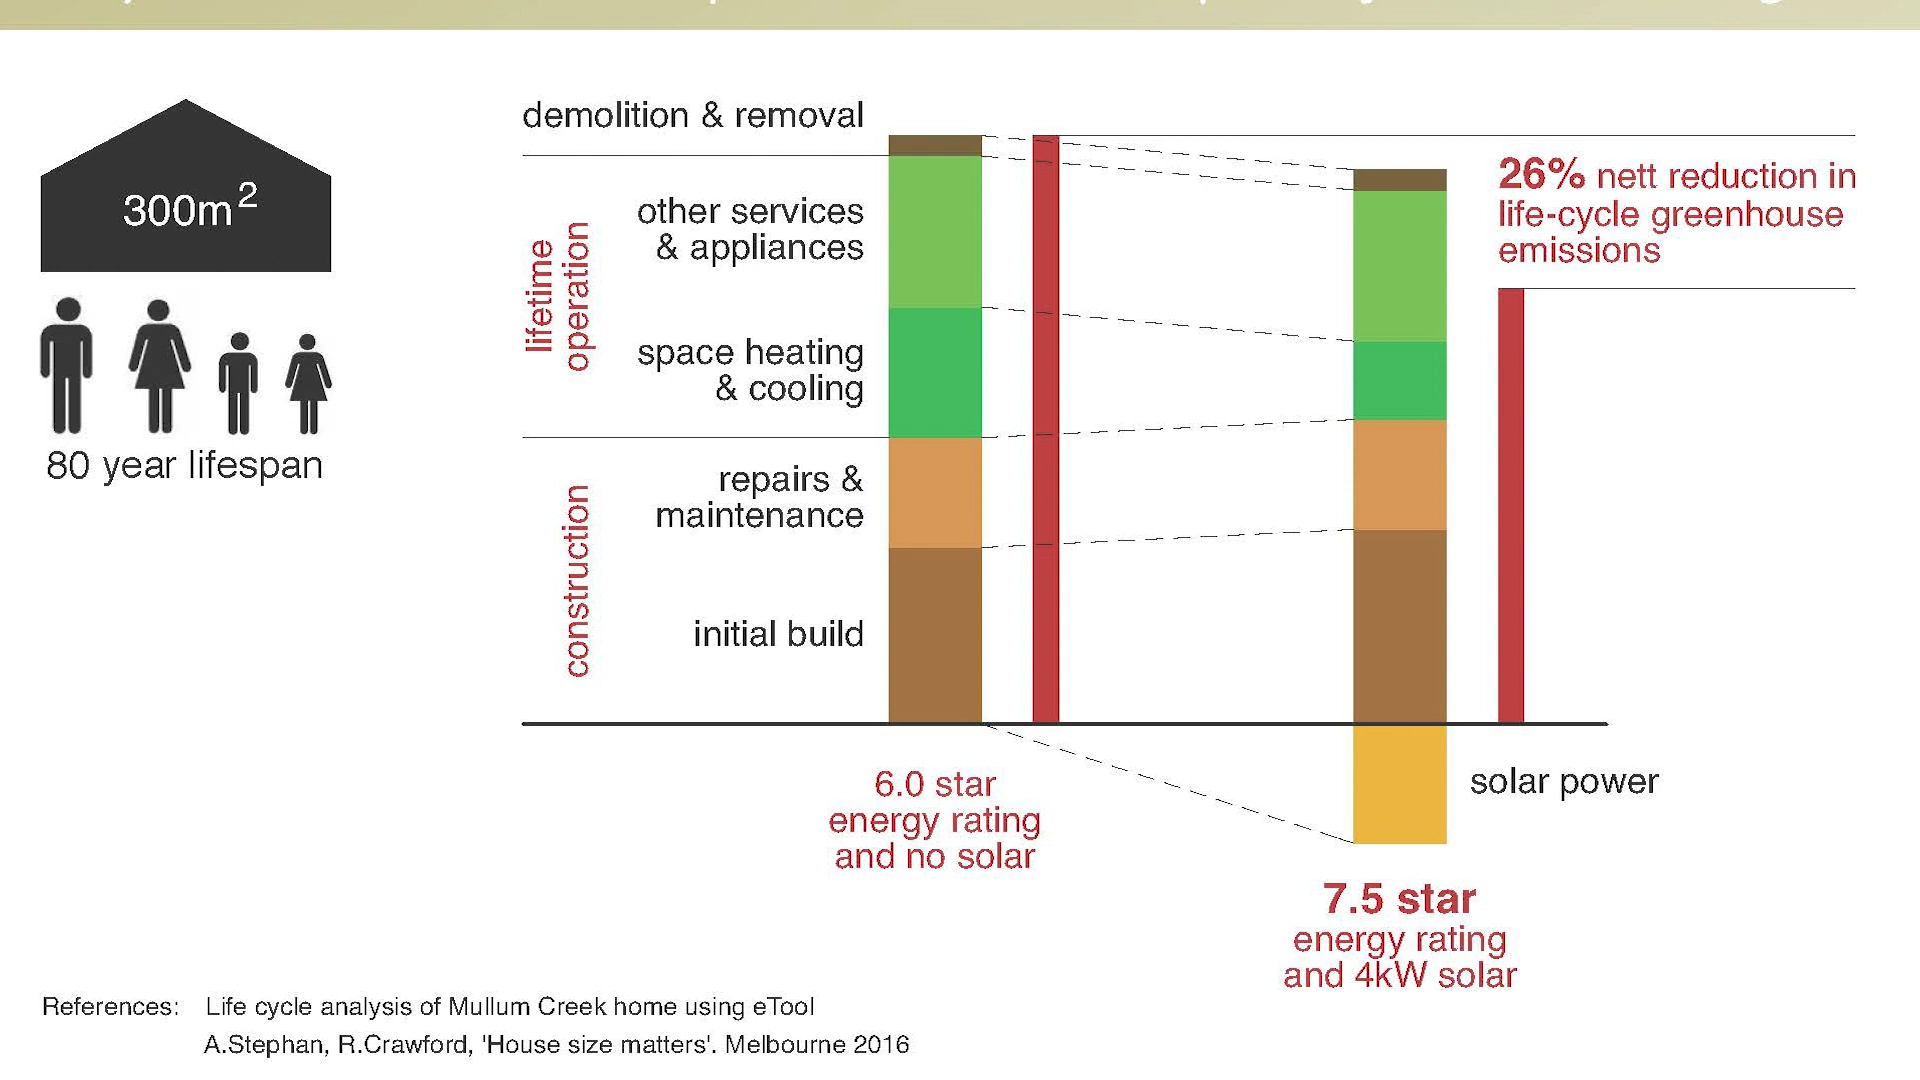 300m²
80 year lifespan
demolition & removal
lifetime
operation
other services
& appliances
space heating
& cooling
construction
repairs &
maintenance
initial build
26% nett reduction in
life-cycle greenhouse
emissions
solar power
6.0 star
energy rating
and no solar
7.5 star
energy rating
and 4kW solar
References: Life cycle analysis of Mullum Creek home using eTool
A.Stephan, R.Crawford, 'House size matters'. Melbourne 2016